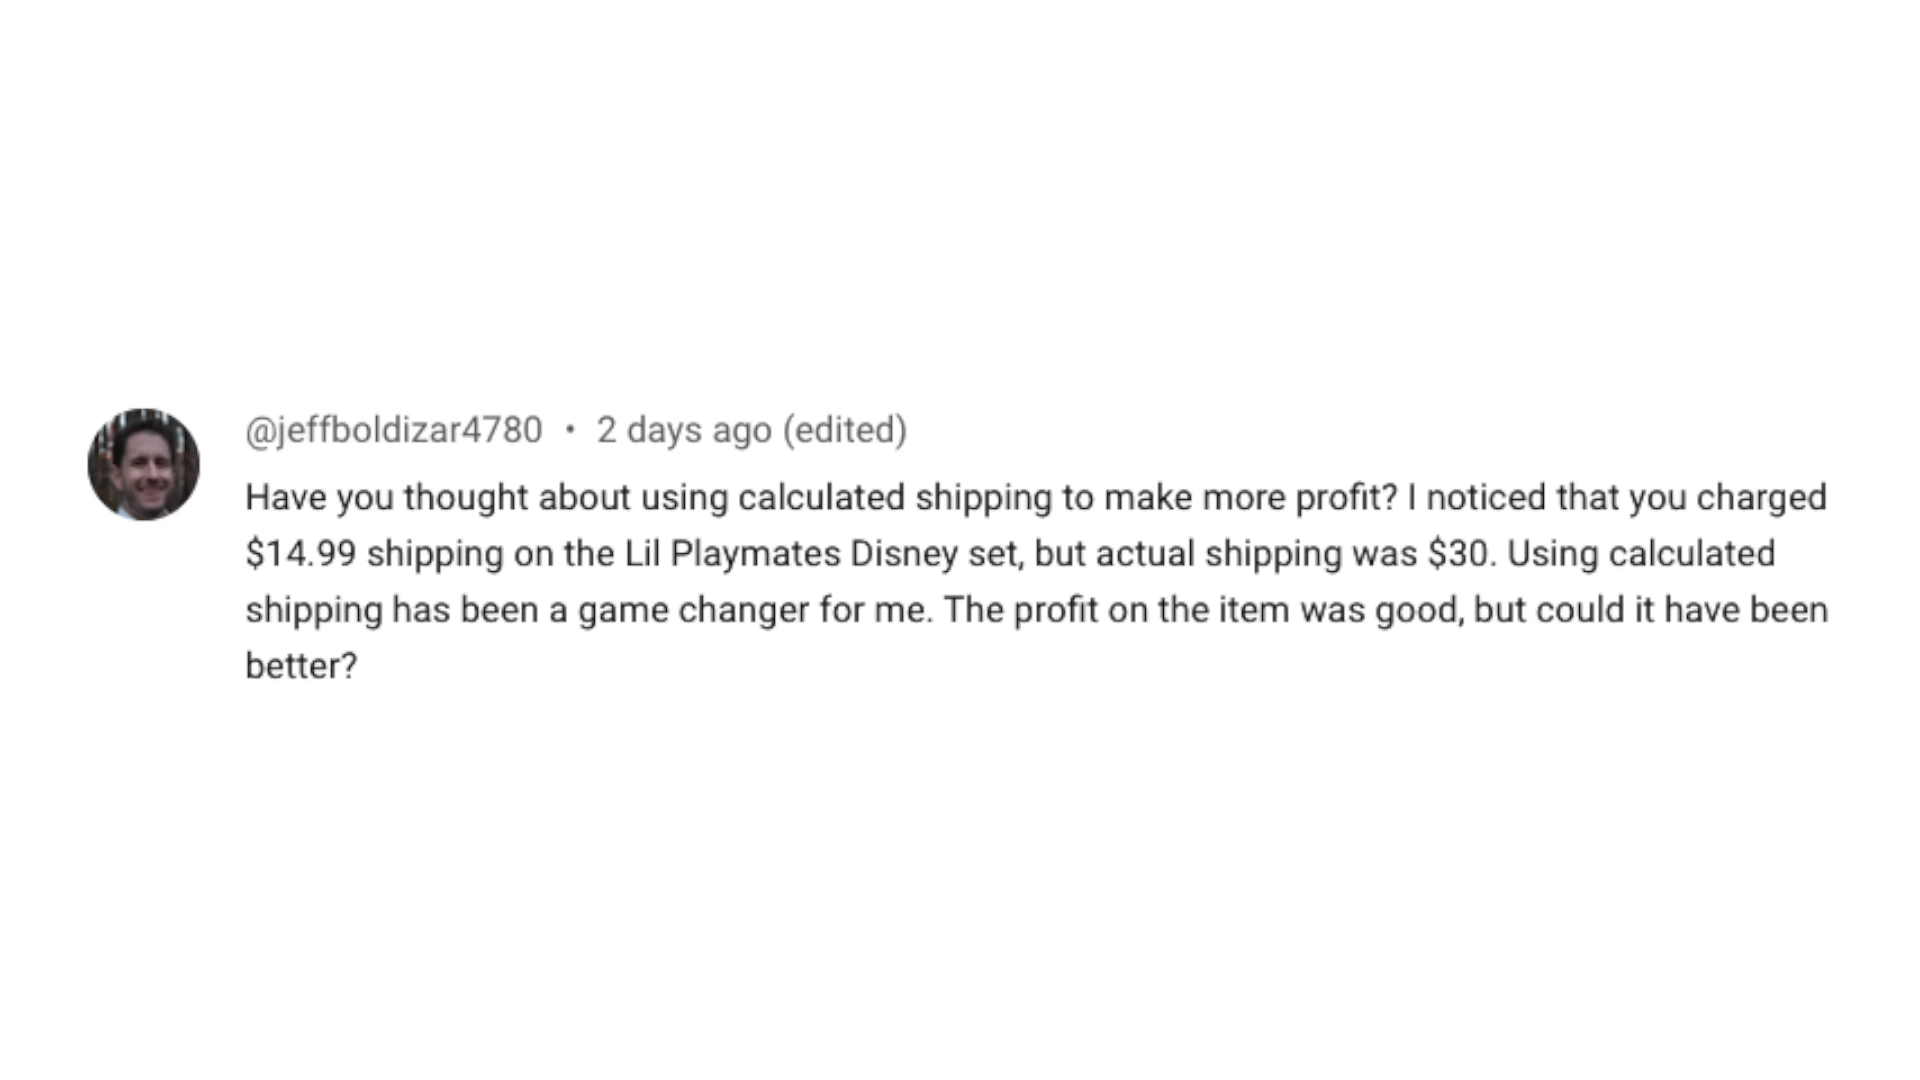 @jeffboldizar4780 • 2 days ago (edited)
Have you thought about using calculated shipping to make more profit? I noticed that you charged
$14.99 shipping on the Lil Playmates Disney set, but actual shipping was $30. Using calculated
shipping has been a game changer for me. The profit on the item was good, but could it have been
better?